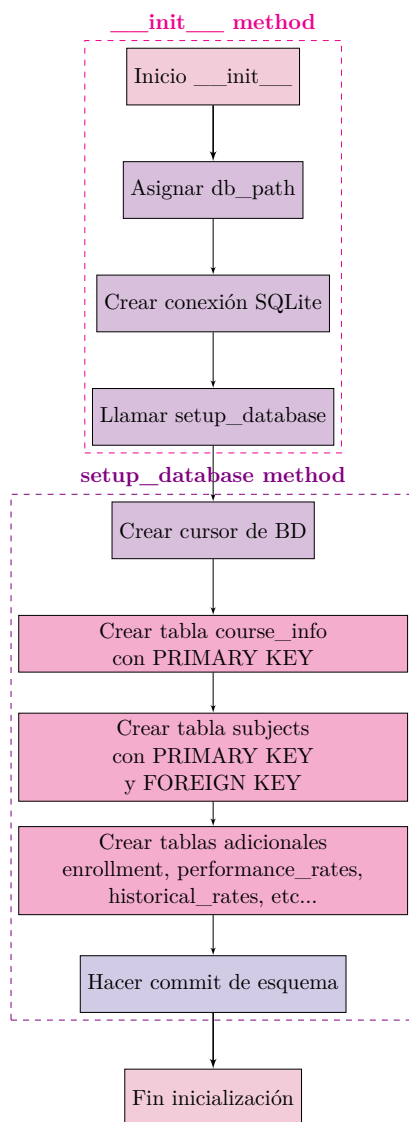 __init__ method
Inicio __init__
Asignar db_path
Crear conexión SQLite
Llamar setup_database
setup_database method
Crear cursor de BD
Crear tabla course_info
con PRIMARY KEY
Crear tabla subjects
con PRIMARY KEY
y FOREIGN KEY
Crear tablas adicionales
enrollment, performance_rates,
historical_rates, etc...
Hacer commit de esquema
Fin inicialización